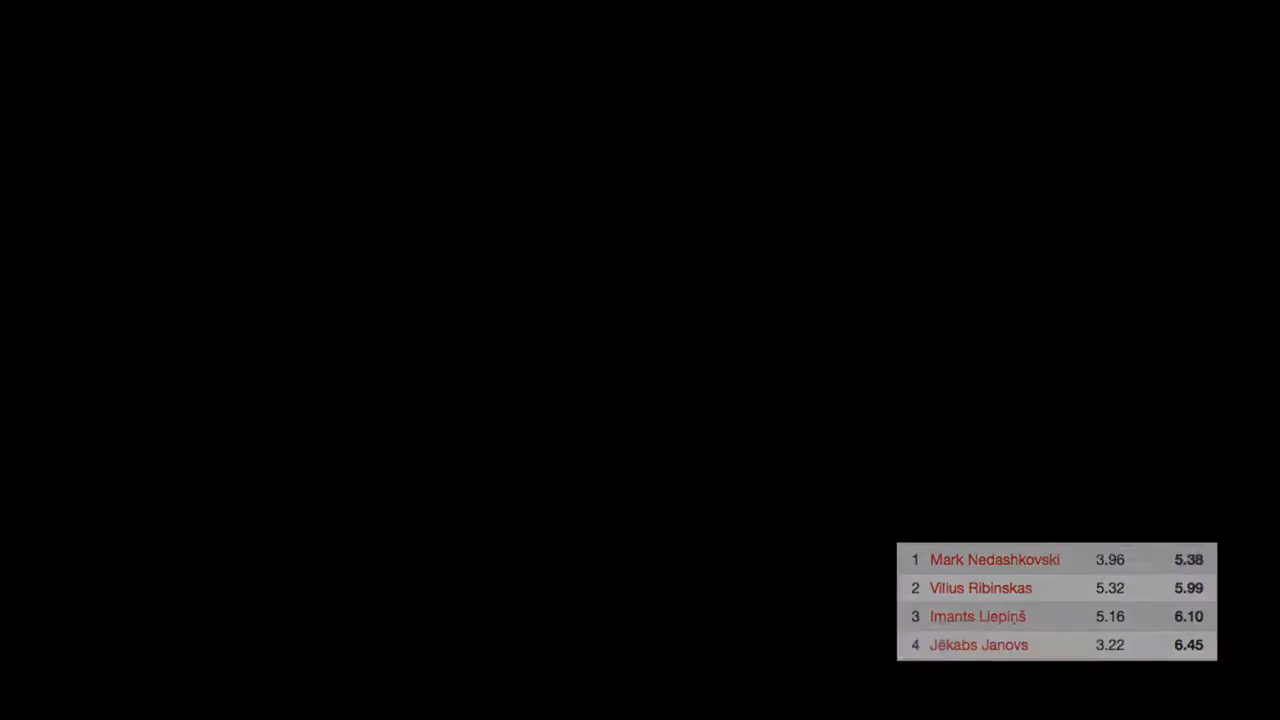 1 Mark Nedashkovski 3.96 5.38
2 Vilius Ribinskas 5.32 5.99
3 Imants Liepiņš 5.16 6.10
4 Jēkabs Janovs 3.22 6.45